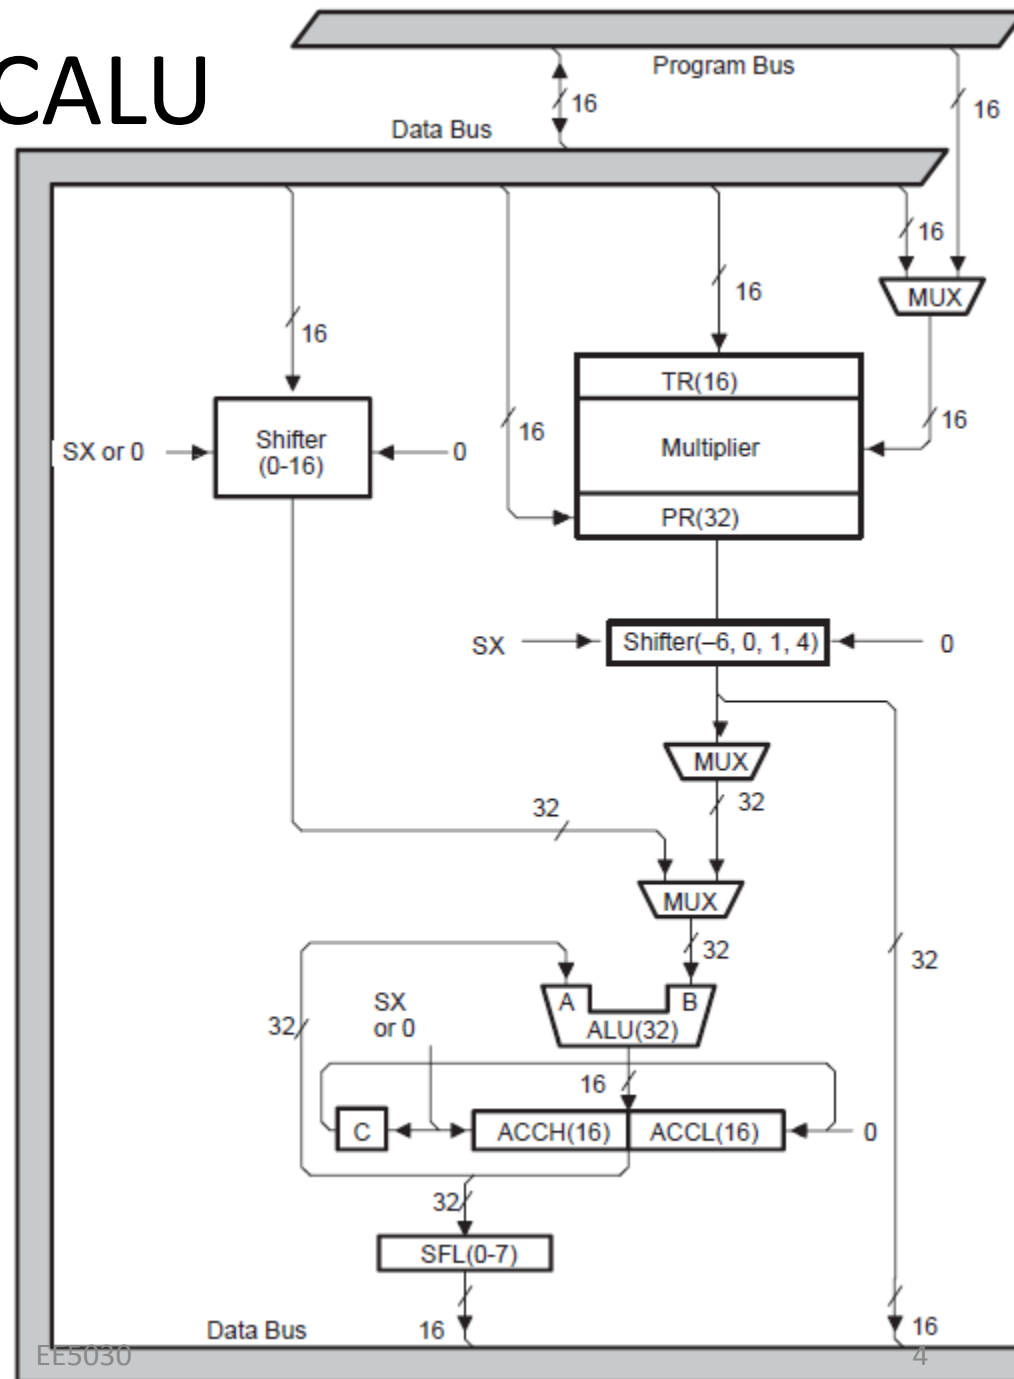 CALU
Program Bus
16
16
Data Bus
16
MUX
16
16
TR(16)
16
16
SX or 0
Shifter
(0-16)
0
Multiplier
PR(32)
SX
Shifter(–6, 0, 1, 4)
0
MUX
32
32
MUX
32
32
SX
or 0
A
B
32
ALU(32)
16
C
ACCH(16)
ACCL(16)
0
32
SFL(0-7)
Data Bus
16
16
EE5030
4